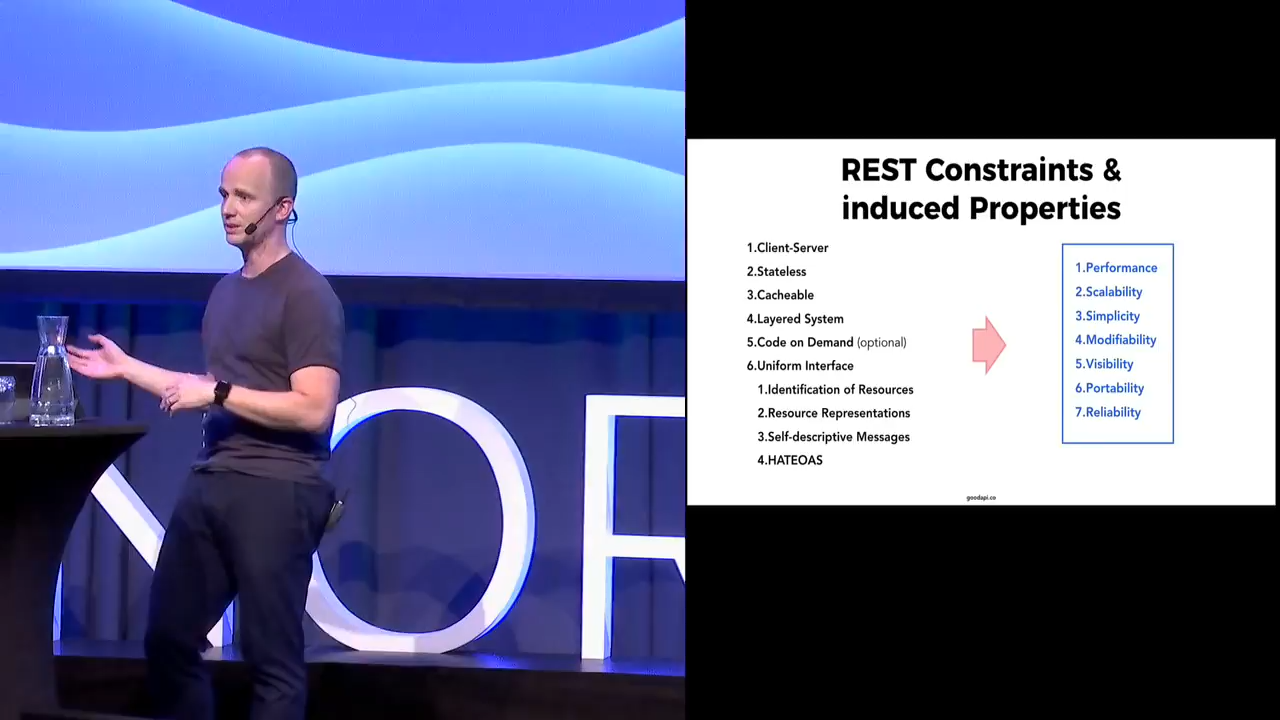 NOR
REST Constraints &
induced Properties
1.Client-Server
2.Stateless
3.Cacheable
4.Layered System
5.Code on Demand (optional)
6.Uniform Interface
1.Identification of Resources
2.Resource Representations
3.Self-descriptive Messages
4.HATEOAS
1.Performance
2.Scalability
3.Simplicity
4.Modifiability
5.Visibility
6.Portability
7.Reliability
goodapi.co